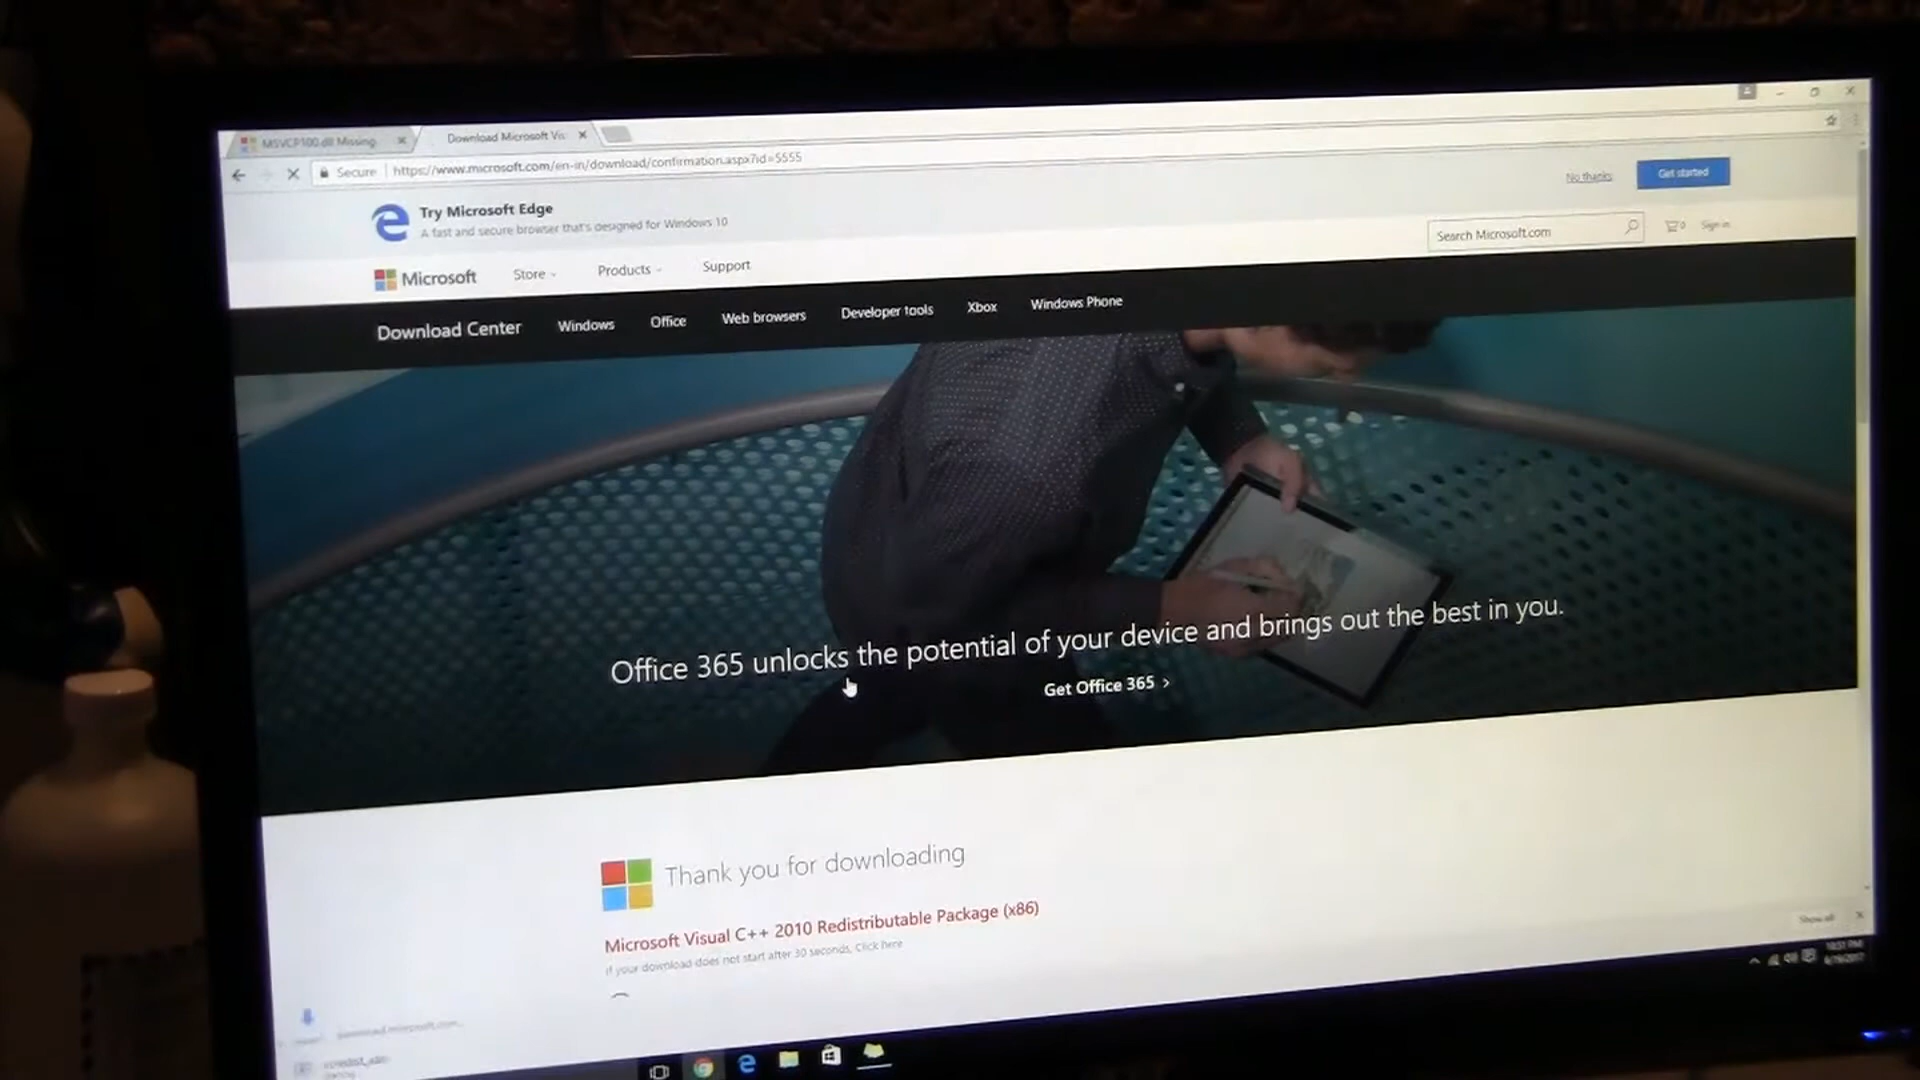 MSVCP100.dll Missing
Download Microsoft Vis
Secure https://www.microsoft.com/en-in/download/confirmation.aspx?id=5555
Try Microsoft Edge
A fast and secure browser that's designed for Windows 10
No thanks
Get started
Microsoft
Store
Products
Support
Search Microsoft.com
0
Sign in
Download Center
Windows
Office
Web browsers
Developer tools
Xbox
Windows Phone
Office 365 unlocks the potential of your device and brings out the best in you.
Get Office 365 >
Thank you for downloading
Microsoft Visual C++ 2010 Redistributable Package (x86)
If your download does not start after 30 seconds, Click here
Show all